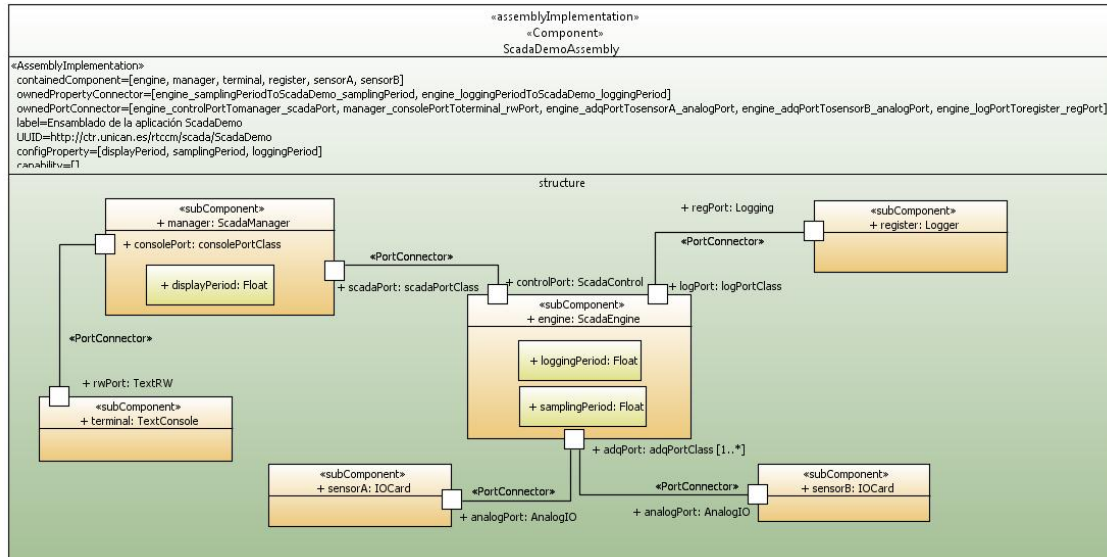 «assemblyImplementation»
«Component»
ScadaDemoAssembly
«AssemblyImplementation»
containedComponent=[engine, manager, terminal, register, sensorA, sensorB]
ownedPropertyConnector=[engine_samplingPeriodToScadaDemo_samplingPeriod, engine_loggingPeriodToScadaDemo_loggingPeriod]
ownedPortConnector=[engine_controlPortTomanager_scadaPort, manager_consolePortToterminal_rwPort, engine_adqPortTosensorA_analogPort, engine_adqPortTosensorB_analogPort, engine_logPortToregister_regPort]
label=Ensamblado de la aplicación ScadaDemo
UUID=http://ctr.unican.es/rtccm/scada/ScadaDemo
configProperty=[displayPeriod, samplingPeriod, loggingPeriod]
capability=[]
structure
«subComponent»
+ manager: ScadaManager
+ consolePort: consolePortClass
+ displayPeriod: Float
+ regPort: Logging
«subComponent»
+ register: Logger
«PortConnector»
«PortConnector»
+ scadaPort: scadaPortClass
+ controlPort: ScadaControl
+ logPort: logPortClass
«subComponent»
+ engine: ScadaEngine
+ loggingPeriod: Float
+ samplingPeriod: Float
«PortConnector»
+ rwPort: TextRW
«subComponent»
+ terminal: TextConsole
+ adqPort: adqPortClass [1..*]
«subComponent»
+ sensorA: IOCard
«PortConnector»
+ analogPort: AnalogIO
«PortConnector»
+ analogPort: AnalogIO
«subComponent»
+ sensorB: IOCard